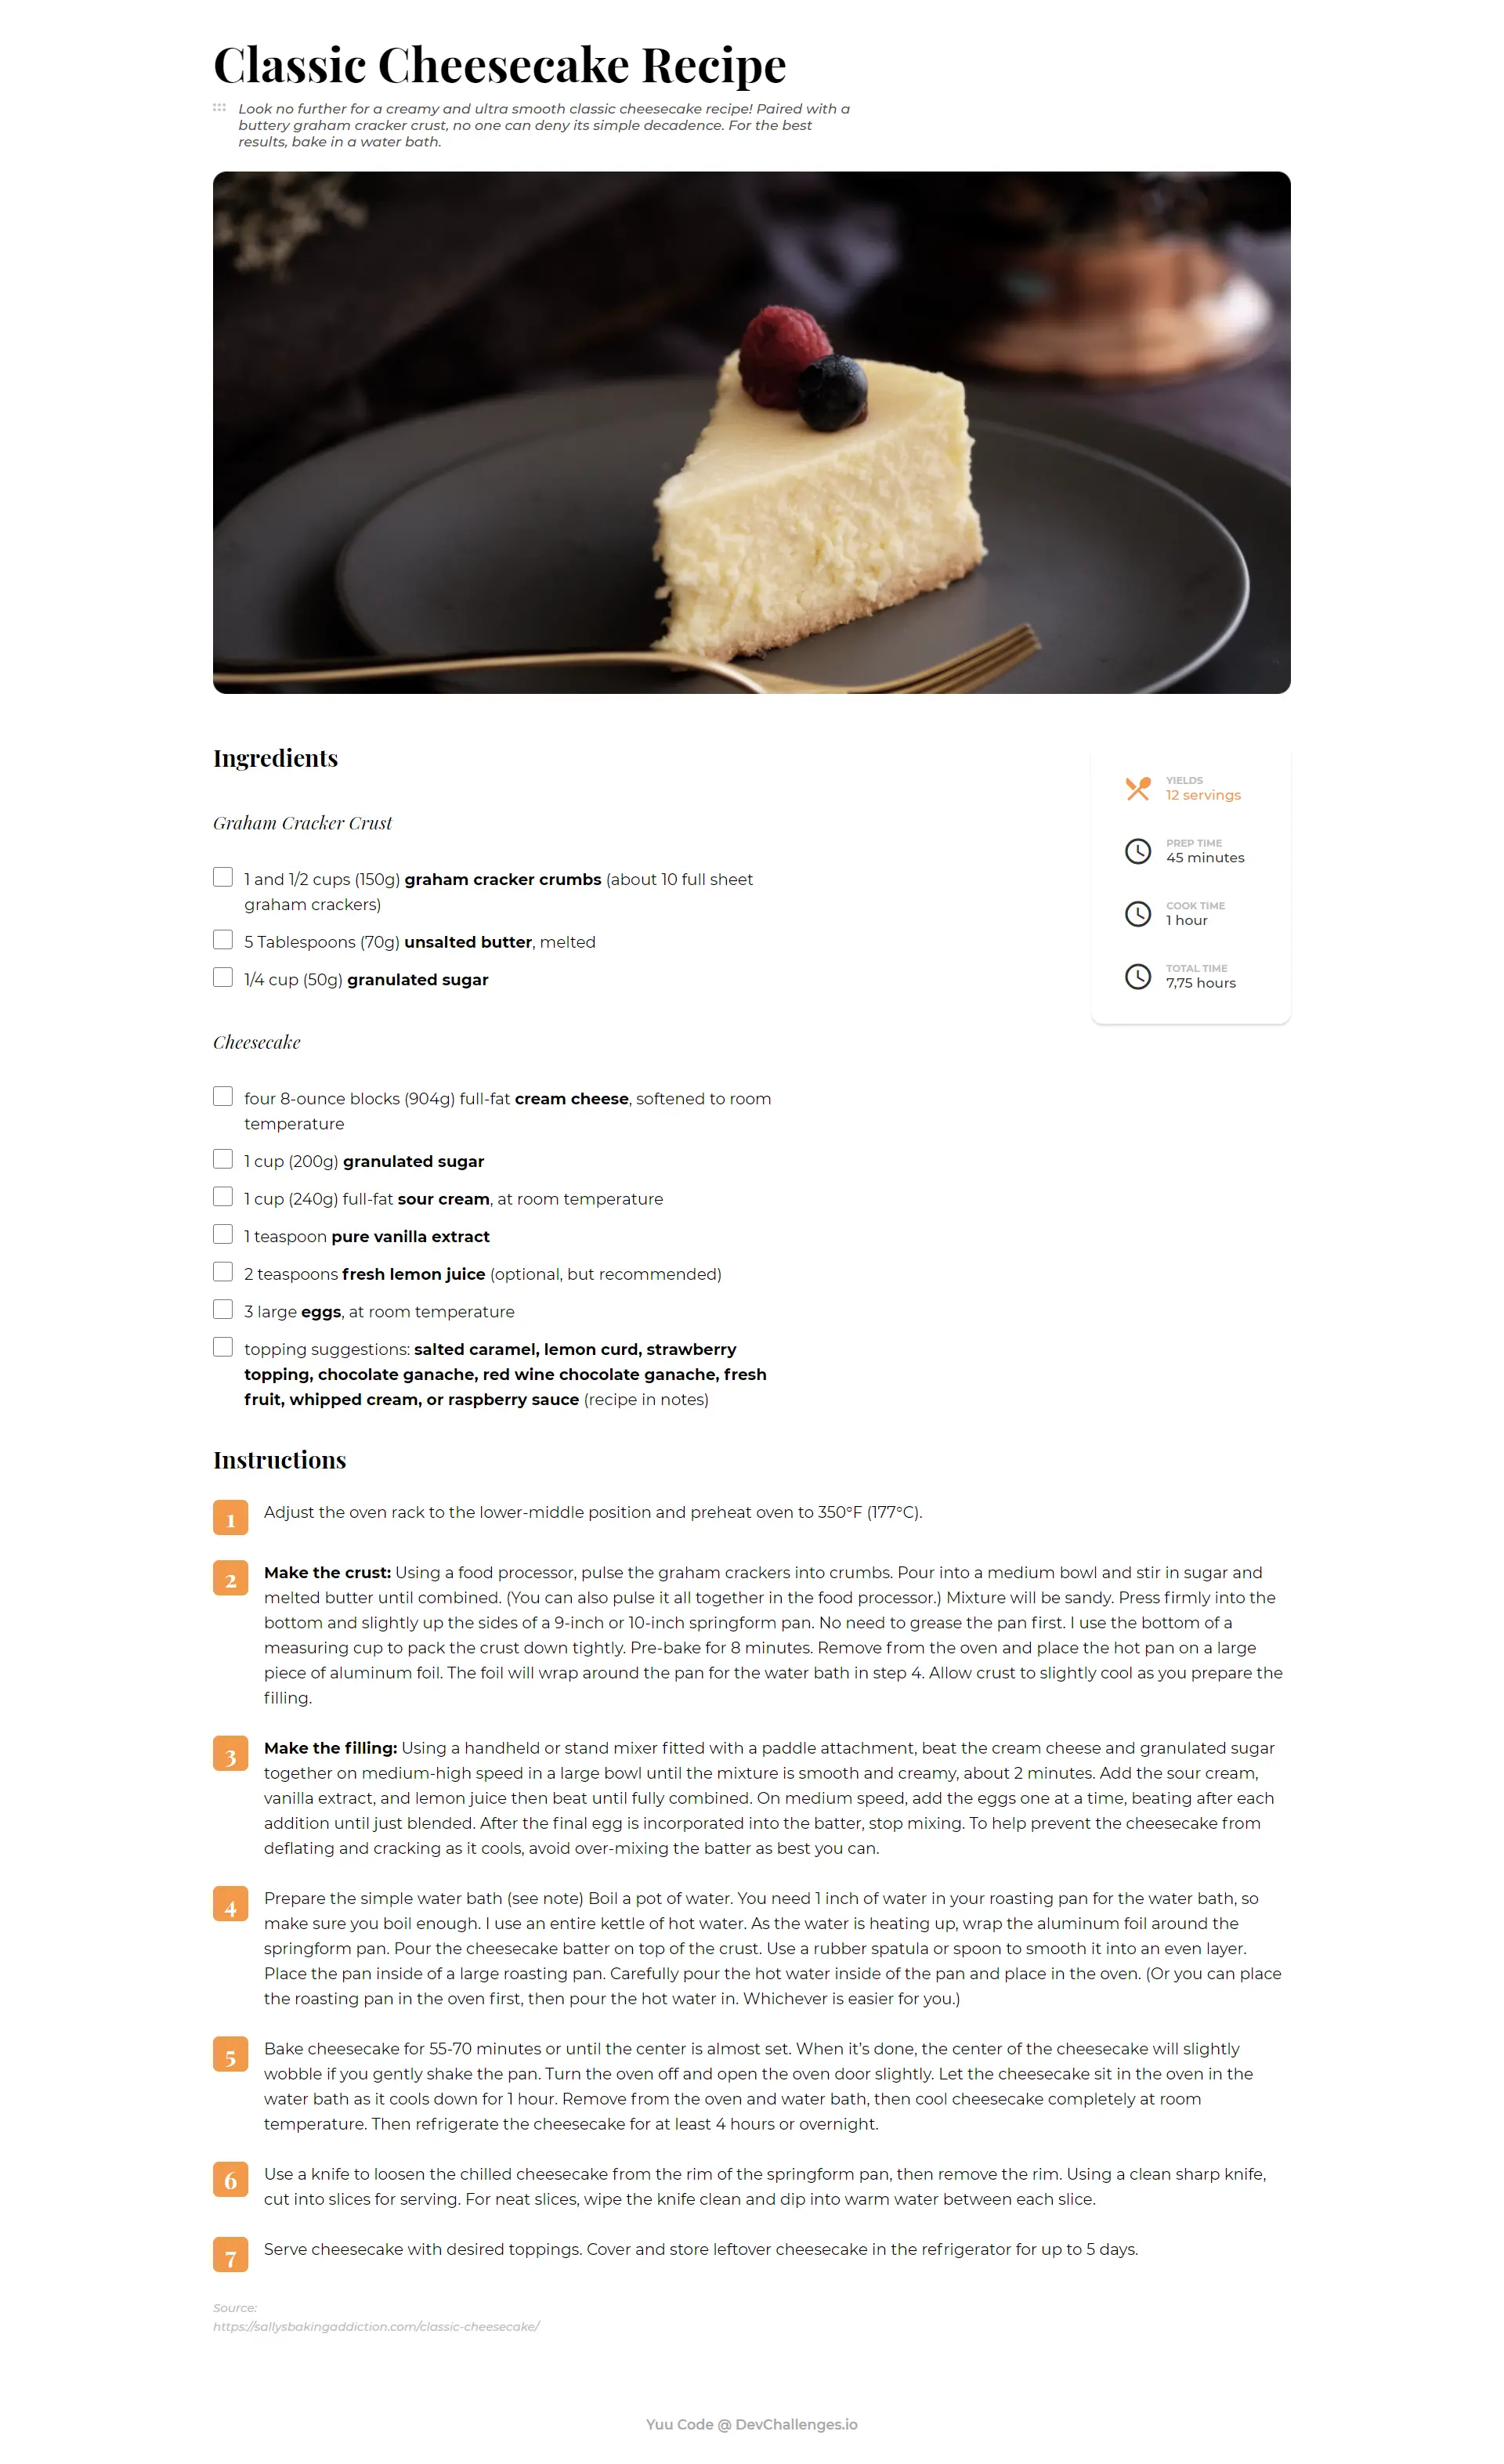 Classic Cheesecake Recipe
Look no further for a creamy and ultra smooth classic cheesecake recipe! Paired with a
buttery graham cracker crust, no one can deny its simple decadence. For the best
results, bake in a water bath.
Ingredients
Graham Cracker Crust
1 and 1/2 cups (150g) graham cracker crumbs (about 10 full sheet
graham crackers)
5 Tablespoons (70g) unsalted butter, melted
1/4 cup (50g) granulated sugar
YIELDS
12 servings
PREP TIME
45 minutes
COOK TIME
1 hour
TOTAL TIME
7,75 hours
Cheesecake
four 8-ounce blocks (904g) full-fat cream cheese, softened to room
temperature
1 cup (200g) granulated sugar
1 cup (240g) full-fat sour cream, at room temperature
1 teaspoon pure vanilla extract
2 teaspoons fresh lemon juice (optional, but recommended)
3 large eggs, at room temperature
topping suggestions: salted caramel, lemon curd, strawberry
topping, chocolate ganache, red wine chocolate ganache, fresh
fruit, whipped cream, or raspberry sauce (recipe in notes)
Instructions
1 Adjust the oven rack to the lower-middle position and preheat oven to 350°F (177°C).
2 Make the crust: Using a food processor, pulse the graham crackers into crumbs. Pour into a medium bowl and stir in sugar and
melted butter until combined. (You can also pulse it all together in the food processor.) Mixture will be sandy. Press firmly into the
bottom and slightly up the sides of a 9-inch or 10-inch springform pan. No need to grease the pan first. I use the bottom of a
measuring cup to pack the crust down tightly. Pre-bake for 8 minutes. Remove from the oven and place the hot pan on a large
piece of aluminum foil. The foil will wrap around the pan for the water bath in step 4. Allow crust to slightly cool as you prepare the
filling.
3 Make the filling: Using a handheld or stand mixer fitted with a paddle attachment, beat the cream cheese and granulated sugar
together on medium-high speed in a large bowl until the mixture is smooth and creamy, about 2 minutes. Add the sour cream,
vanilla extract, and lemon juice then beat until fully combined. On medium speed, add the eggs one at a time, beating after each
addition until just blended. After the final egg is incorporated into the batter, stop mixing. To help prevent the cheesecake from
deflating and cracking as it cools, avoid over-mixing the batter as best you can.
4 Prepare the simple water bath (see note) Boil a pot of water. You need 1 inch of water in your roasting pan for the water bath, so
make sure you boil enough. I use an entire kettle of hot water. As the water is heating up, wrap the aluminum foil around the
springform pan. Pour the cheesecake batter on top of the crust. Use a rubber spatula or spoon to smooth it into an even layer.
Place the pan inside of a large roasting pan. Carefully pour the hot water inside of the pan and place in the oven. (Or you can place
the roasting pan in the oven first, then pour the hot water in. Whichever is easier for you.)
5 Bake cheesecake for 55-70 minutes or until the center is almost set. When it’s done, the center of the cheesecake will slightly
wobble if you gently shake the pan. Turn the oven off and open the oven door slightly. Let the cheesecake sit in the oven in the
water bath as it cools down for 1 hour. Remove from the oven and water bath, then cool cheesecake completely at room
temperature. Then refrigerate the cheesecake for at least 4 hours or overnight.
6 Use a knife to loosen the chilled cheesecake from the rim of the springform pan, then remove the rim. Using a clean sharp knife,
cut into slices for serving. For neat slices, wipe the knife clean and dip into warm water between each slice.
7 Serve cheesecake with desired toppings. Cover and store leftover cheesecake in the refrigerator for up to 5 days.
Source:
https://sallysbakingaddiction.com/classic-cheesecake/
Yuu Code @ DevChallenges.io